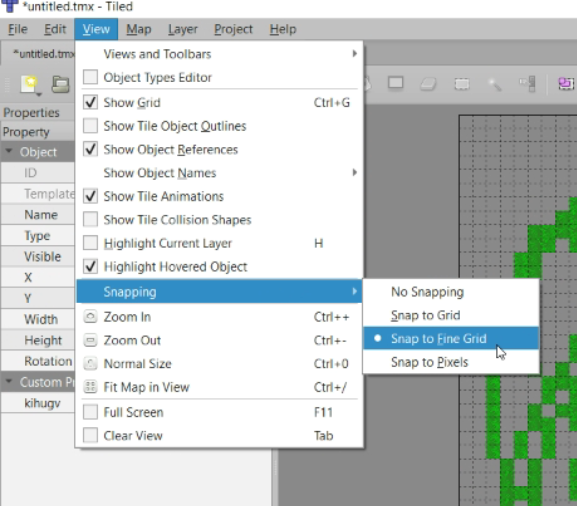 *untitled.tmx - Tiled
File Edit View Map Layer Project Help
*untitled.tmx
Views and Toolbars
Object Types Editor
Show Grid Ctrl+G
Show Tile Object Outlines
Show Object References
Show Object Names
Show Tile Animations
Show Tile Collision Shapes
Highlight Current Layer H
Highlight Hovered Object
Snapping
Zoom In Ctrl++
Zoom Out Ctrl+-
Normal Size Ctrl+0
Fit Map in View Ctrl+/
Full Screen F11
Clear View Tab
No Snapping
Snap to Grid
Snap to Fine Grid
Snap to Pixels
Properties
Property
Object
ID
Template
Name
Type
Visible
X
Y
Width
Height
Rotation
Custom Pr
kihugv